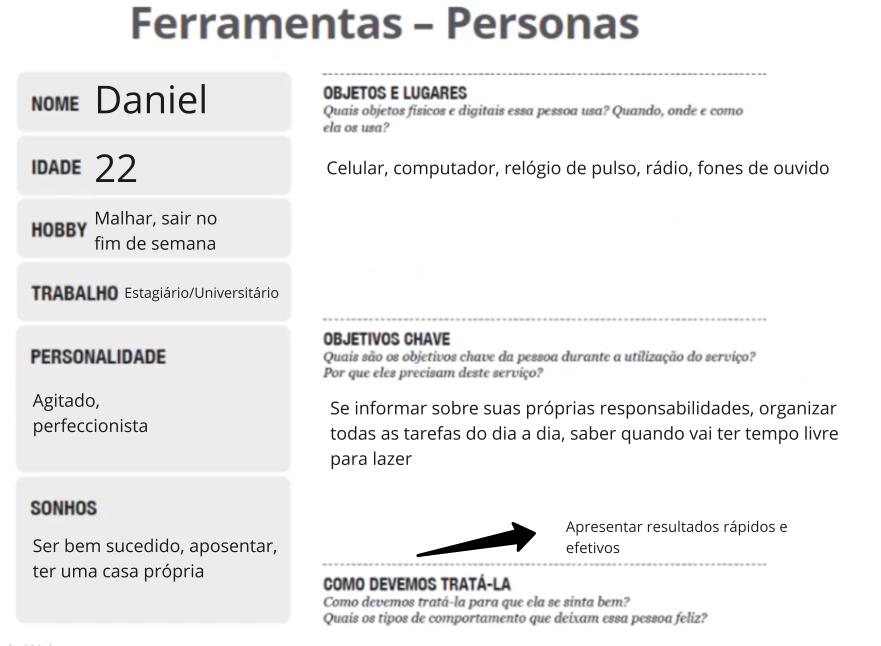 Ferramentas – Personas
NOME Daniel
IDADE 22
HOBBY Malhar, sair no
fim de semana
TRABALHO Estagiário/Universitário
PERSONALIDADE
Agitado,
perfeccionista
SONHOS
Ser bem sucedido, aposentar,
ter uma casa própria
OBJETOS E LUGARES
Quais objetos físicos e digitais essa pessoa usa? Quando, onde e como
ela os usa?
Celular, computador, relógio de pulso, rádio, fones de ouvido
OBJETIVOS CHAVE
Quais são os objetivos chave da pessoa durante a utilização do serviço?
Por que eles precisam deste serviço?
Se informar sobre suas próprias responsabilidades, organizar
todas as tarefas do dia a dia, saber quando vai ter tempo livre
para lazer
Apresentar resultados rápidos e
efetivos
COMO DEVEMOS TRATÁ-LA
Como devemos tratá-la para que ela se sinta bem?
Quais os tipos de comportamento que deixam essa pessoa feliz?